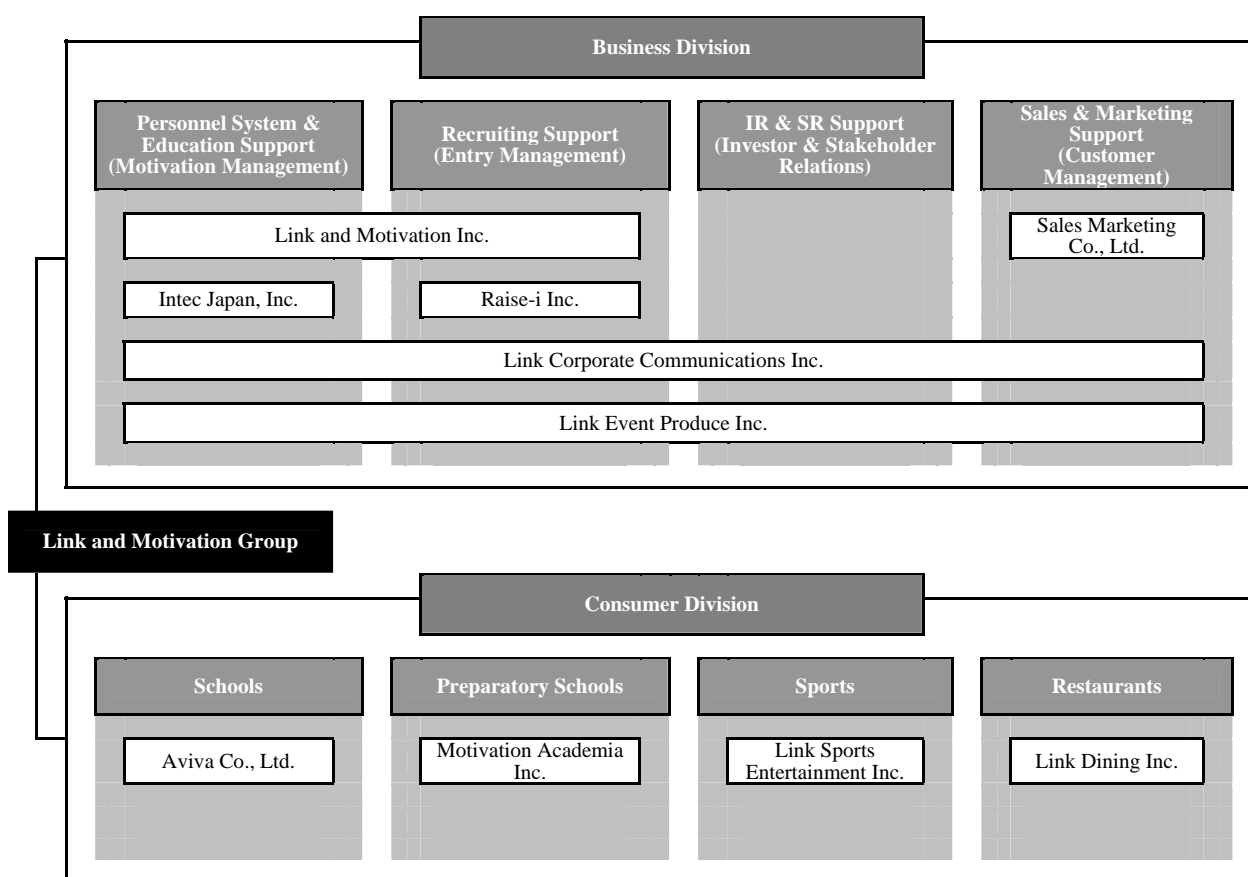 Business Division
Personnel System &
Education Support
(Motivation Management)
Recruiting Support
(Entry Management)
IR & SR Support
(Investor & Stakeholder
Relations)
Sales & Marketing
Support
(Customer
Management)
Link and Motivation Inc.
Sales Marketing
Co., Ltd.
Intec Japan, Inc.
Raise-i Inc.
Link Corporate Communications Inc.
Link Event Produce Inc.
Link and Motivation Group
Consumer Division
Schools
Preparatory Schools
Sports
Restaurants
Aviva Co., Ltd.
Motivation Academia
Inc.
Link Sports
Entertainment Inc.
Link Dining Inc.